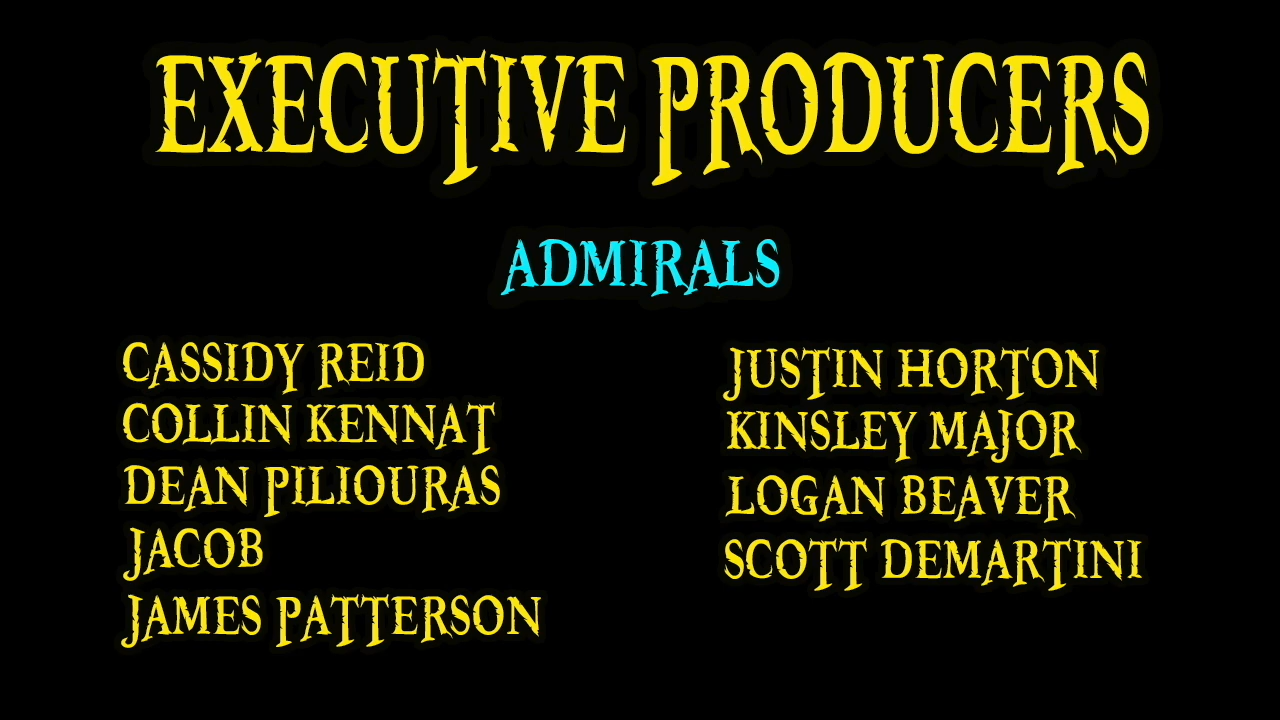 EXECUTIVE PRODUCERS
ADMIRALS
CASSIDY REID
COLLIN KENNAT
DEAN PILIOURAS
JACOB
JAMES PATTERSON
JUSTIN HORTON
KINSLEY MAJOR
LOGAN BEAVER
SCOTT DEMARTINI